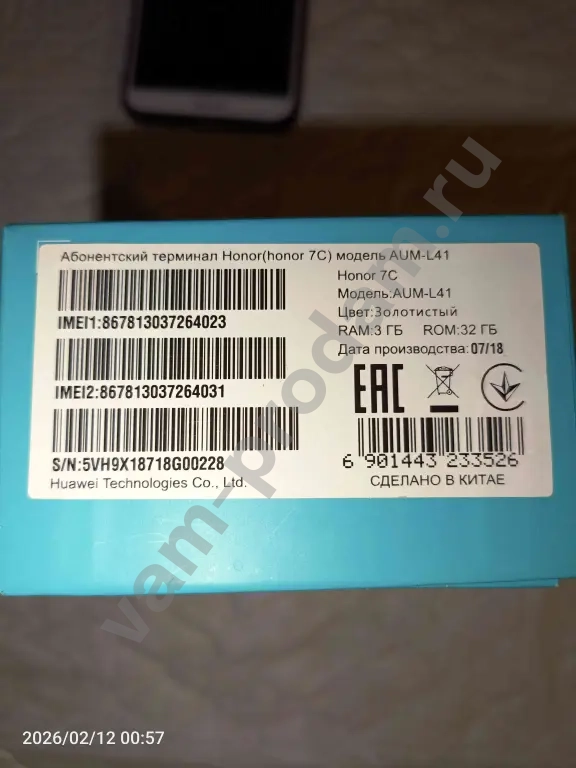 Абонентский терминал Honor(honor 7C) модель AUM-L41
IMEI1:867813037264023
IMEI2:867813037264031
S/N:5VH9X18718G00228
Huawei Technologies Co., Ltd.
Honor 7C
Модель:AUM-L41
Цвет:Золотистый
RAM:3 ГБ ROM:32 ГБ
Дата производства:07/18
EAC
6 901443 233526
СДЕЛАНО В КИТАЕ
vam-prodam.ru
2026/02/12 00:57